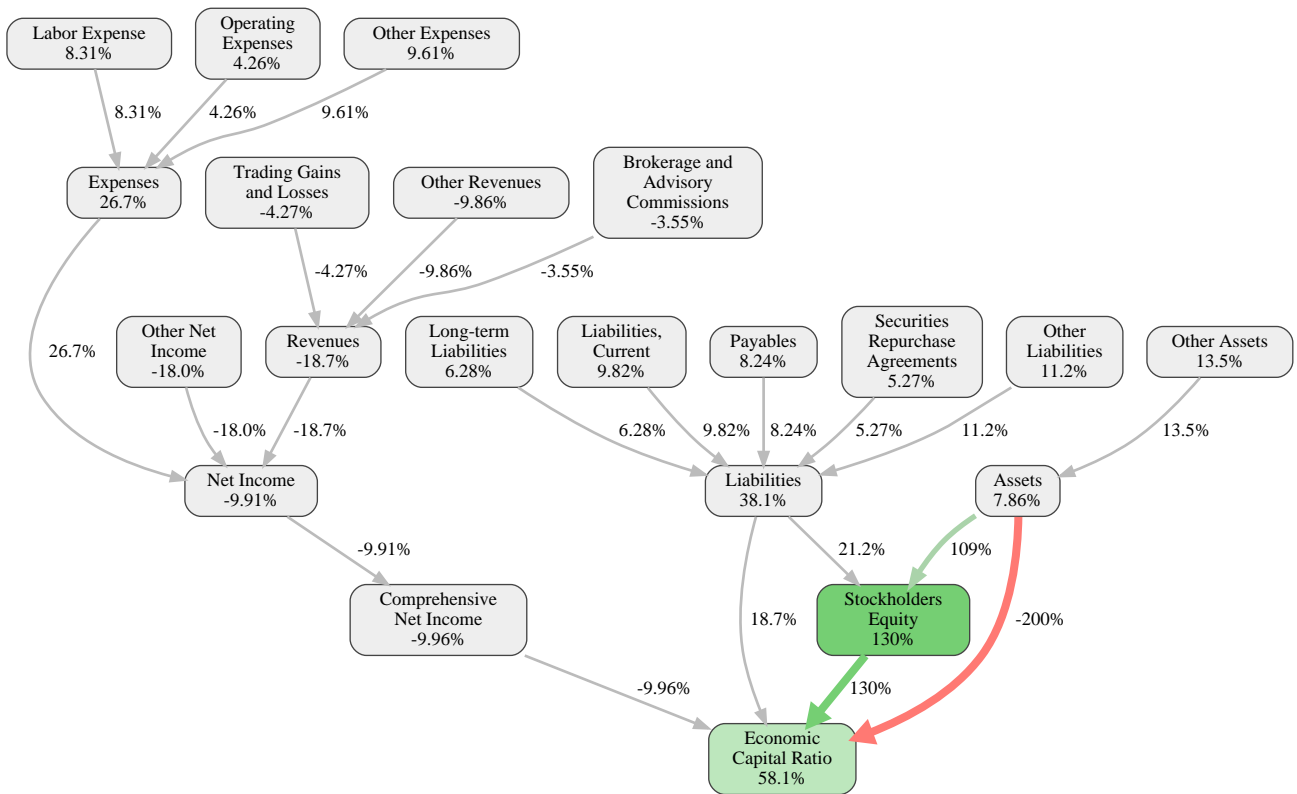 Labor Expense
8.31%
Operating
Expenses
4.26%
Other Expenses
9.61%
8.31%
4.26%
9.61%
Expenses
26.7%
Trading Gains
and Losses
-4.27%
Other Revenues
-9.86%
Brokerage and
Advisory
Commissions
-3.55%
-4.27%
-9.86%
-3.55%
26.7%
Other Net
Income
-18.0%
Revenues
-18.7%
Long-term
Liabilities
6.28%
Liabilities,
Current
9.82%
Payables
8.24%
Securities
Repurchase
Agreements
5.27%
Other
Liabilities
11.2%
Other Assets
13.5%
-18.0%
-18.7%
6.28%
9.82%
8.24%
5.27%
11.2%
13.5%
Net Income
-9.91%
Liabilities
38.1%
Assets
7.86%
-9.91%
21.2%
109%
Comprehensive
Net Income
-9.96%
18.7%
Stockholders
Equity
130%
-200%
-9.96%
130%
Economic
Capital Ratio
58.1%